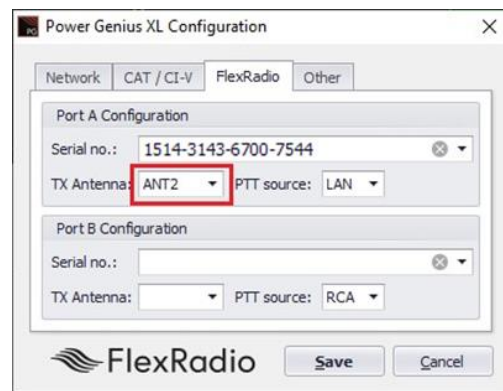 Power Genius XL Configuration
Network CAT / CI-V FlexRadio Other
Port A Configuration
Serial no.: 1514-3143-6700-7544
TX Antenna: ANT2 PTT source: LAN
Port B Configuration
Serial no.:
TX Antenna: PTT source: RCA
FlexRadio Save Cancel